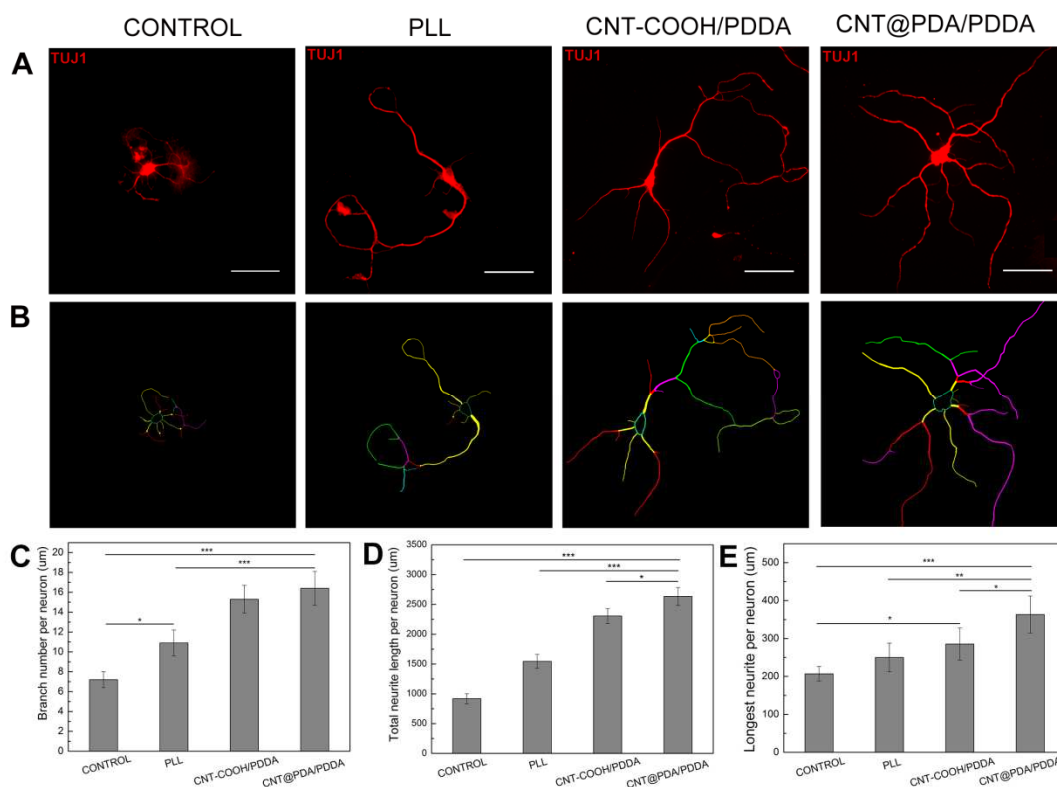 CONTROL
PLL
CNT-COOH/PDDA
CNT@PDA/PDDA
A
TUJ1
TUJ1
TUJ1
TUJ1
B
C
Branch number per neuron (um)
20
18
16
14
12
10
8
6
4
2
0
***
***
*
CONTROL
PLL
CNT-COOH/PDDA
CNT@PDA/PDDA
D
Total neurite length per neuron (um)
3500
3000
2500
2000
1500
1000
500
0
***
***
*
CONTROL
PLL
CNT-COOH/PDDA
CNT@PDA/PDDA
E
Longest neurite per neuron (um)
500
400
300
200
100
0
***
**
*
*
CONTROL
PLL
CNT-COOH/PDDA
CNT@PDA/PDDA